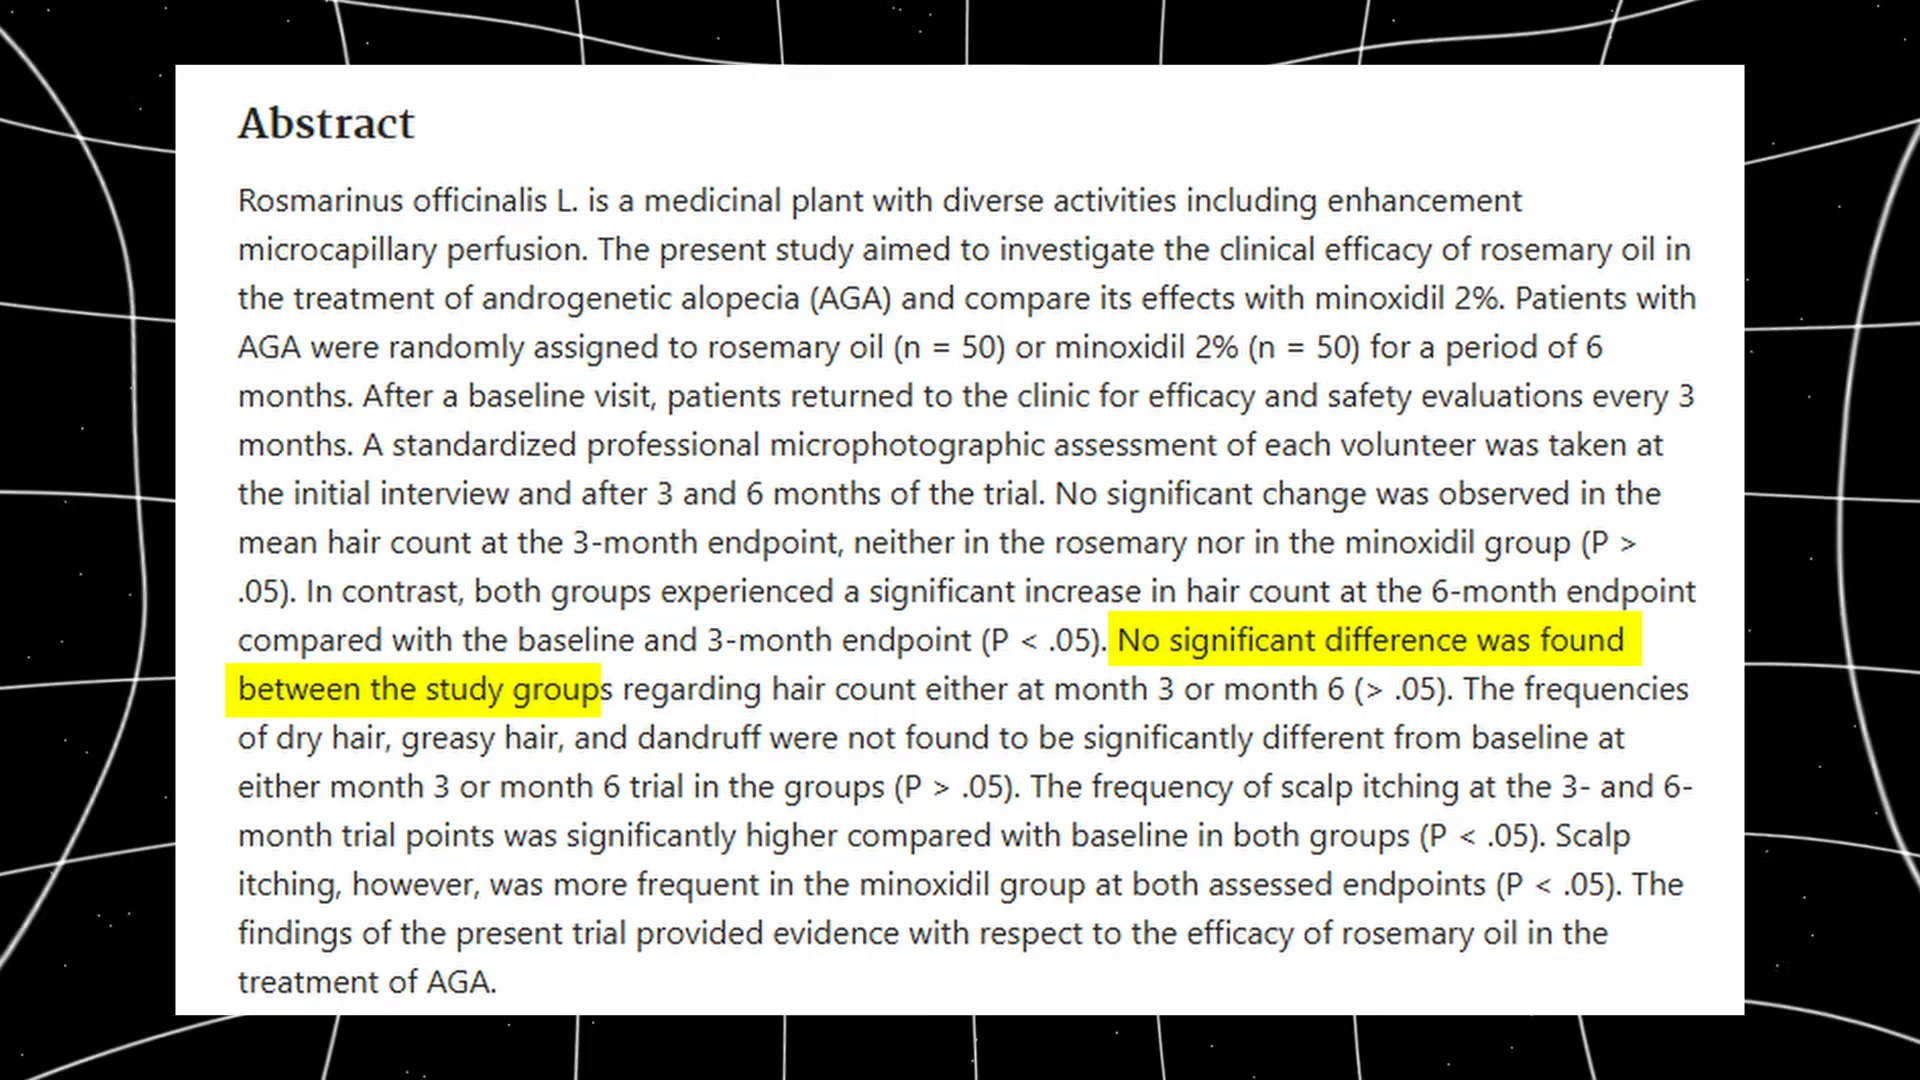 Abstract
Rosmarinus officinalis L. is a medicinal plant with diverse activities including enhancement
microcapillary perfusion. The present study aimed to investigate the clinical efficacy of rosemary oil in
the treatment of androgenetic alopecia (AGA) and compare its effects with minoxidil 2%. Patients with
AGA were randomly assigned to rosemary oil (n = 50) or minoxidil 2% (n = 50) for a period of 6
months. After a baseline visit, patients returned to the clinic for efficacy and safety evaluations every 3
months. A standardized professional microphotographic assessment of each volunteer was taken at
the initial interview and after 3 and 6 months of the trial. No significant change was observed in the
mean hair count at the 3-month endpoint, neither in the rosemary nor in the minoxidil group (P >
.05). In contrast, both groups experienced a significant increase in hair count at the 6-month endpoint
compared with the baseline and 3-month endpoint (P < .05). No significant difference was found
between the study groups regarding hair count either at month 3 or month 6 (> .05). The frequencies
of dry hair, greasy hair, and dandruff were not found to be significantly different from baseline at
either month 3 or month 6 trial in the groups (P > .05). The frequency of scalp itching at the 3- and 6-
month trial points was significantly higher compared with baseline in both groups (P < .05). Scalp
itching, however, was more frequent in the minoxidil group at both assessed endpoints (P < .05). The
findings of the present trial provided evidence with respect to the efficacy of rosemary oil in the
treatment of AGA.